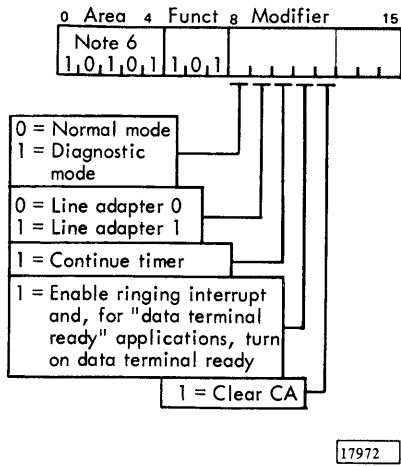 0 Area 4 Funct 8 Modifier 15
Note 6
1 0 1 0 1 1 0 1
0 = Normal mode
1 = Diagnostic
mode
0 = Line adapter 0
1 = Line adapter 1
1 = Continue timer
1 = Enable ringing interrupt
and, for "data terminal
ready" applications, turn
on data terminal ready
1 = Clear CA
17972